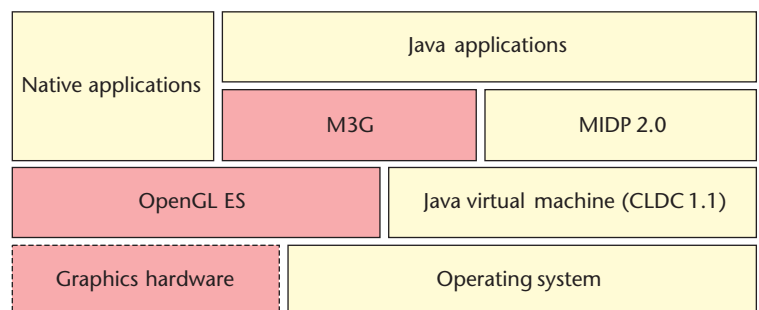 Java applications
Native applications
M3G
MIDP 2.0
OpenGL ES
Java virtual machine (CLDC 1.1)
Graphics hardware
Operating system